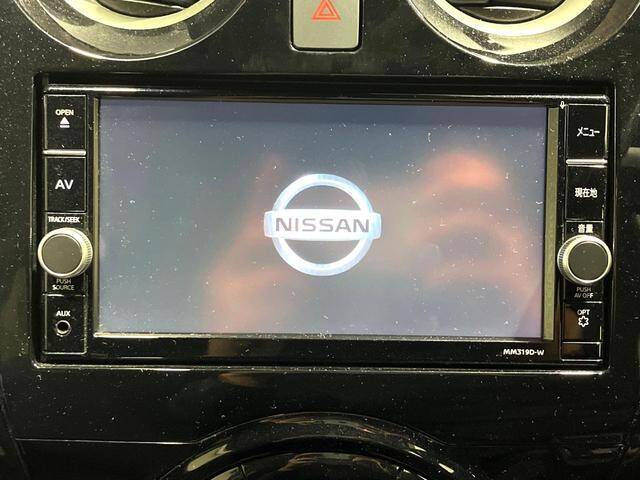 OPEN
AV
TRACK/SEEK
PUSH
SOURCE
AUX
NISSAN
メニュー
現在地
音量
PUSH
AV OFF
OPT
MM319D-W